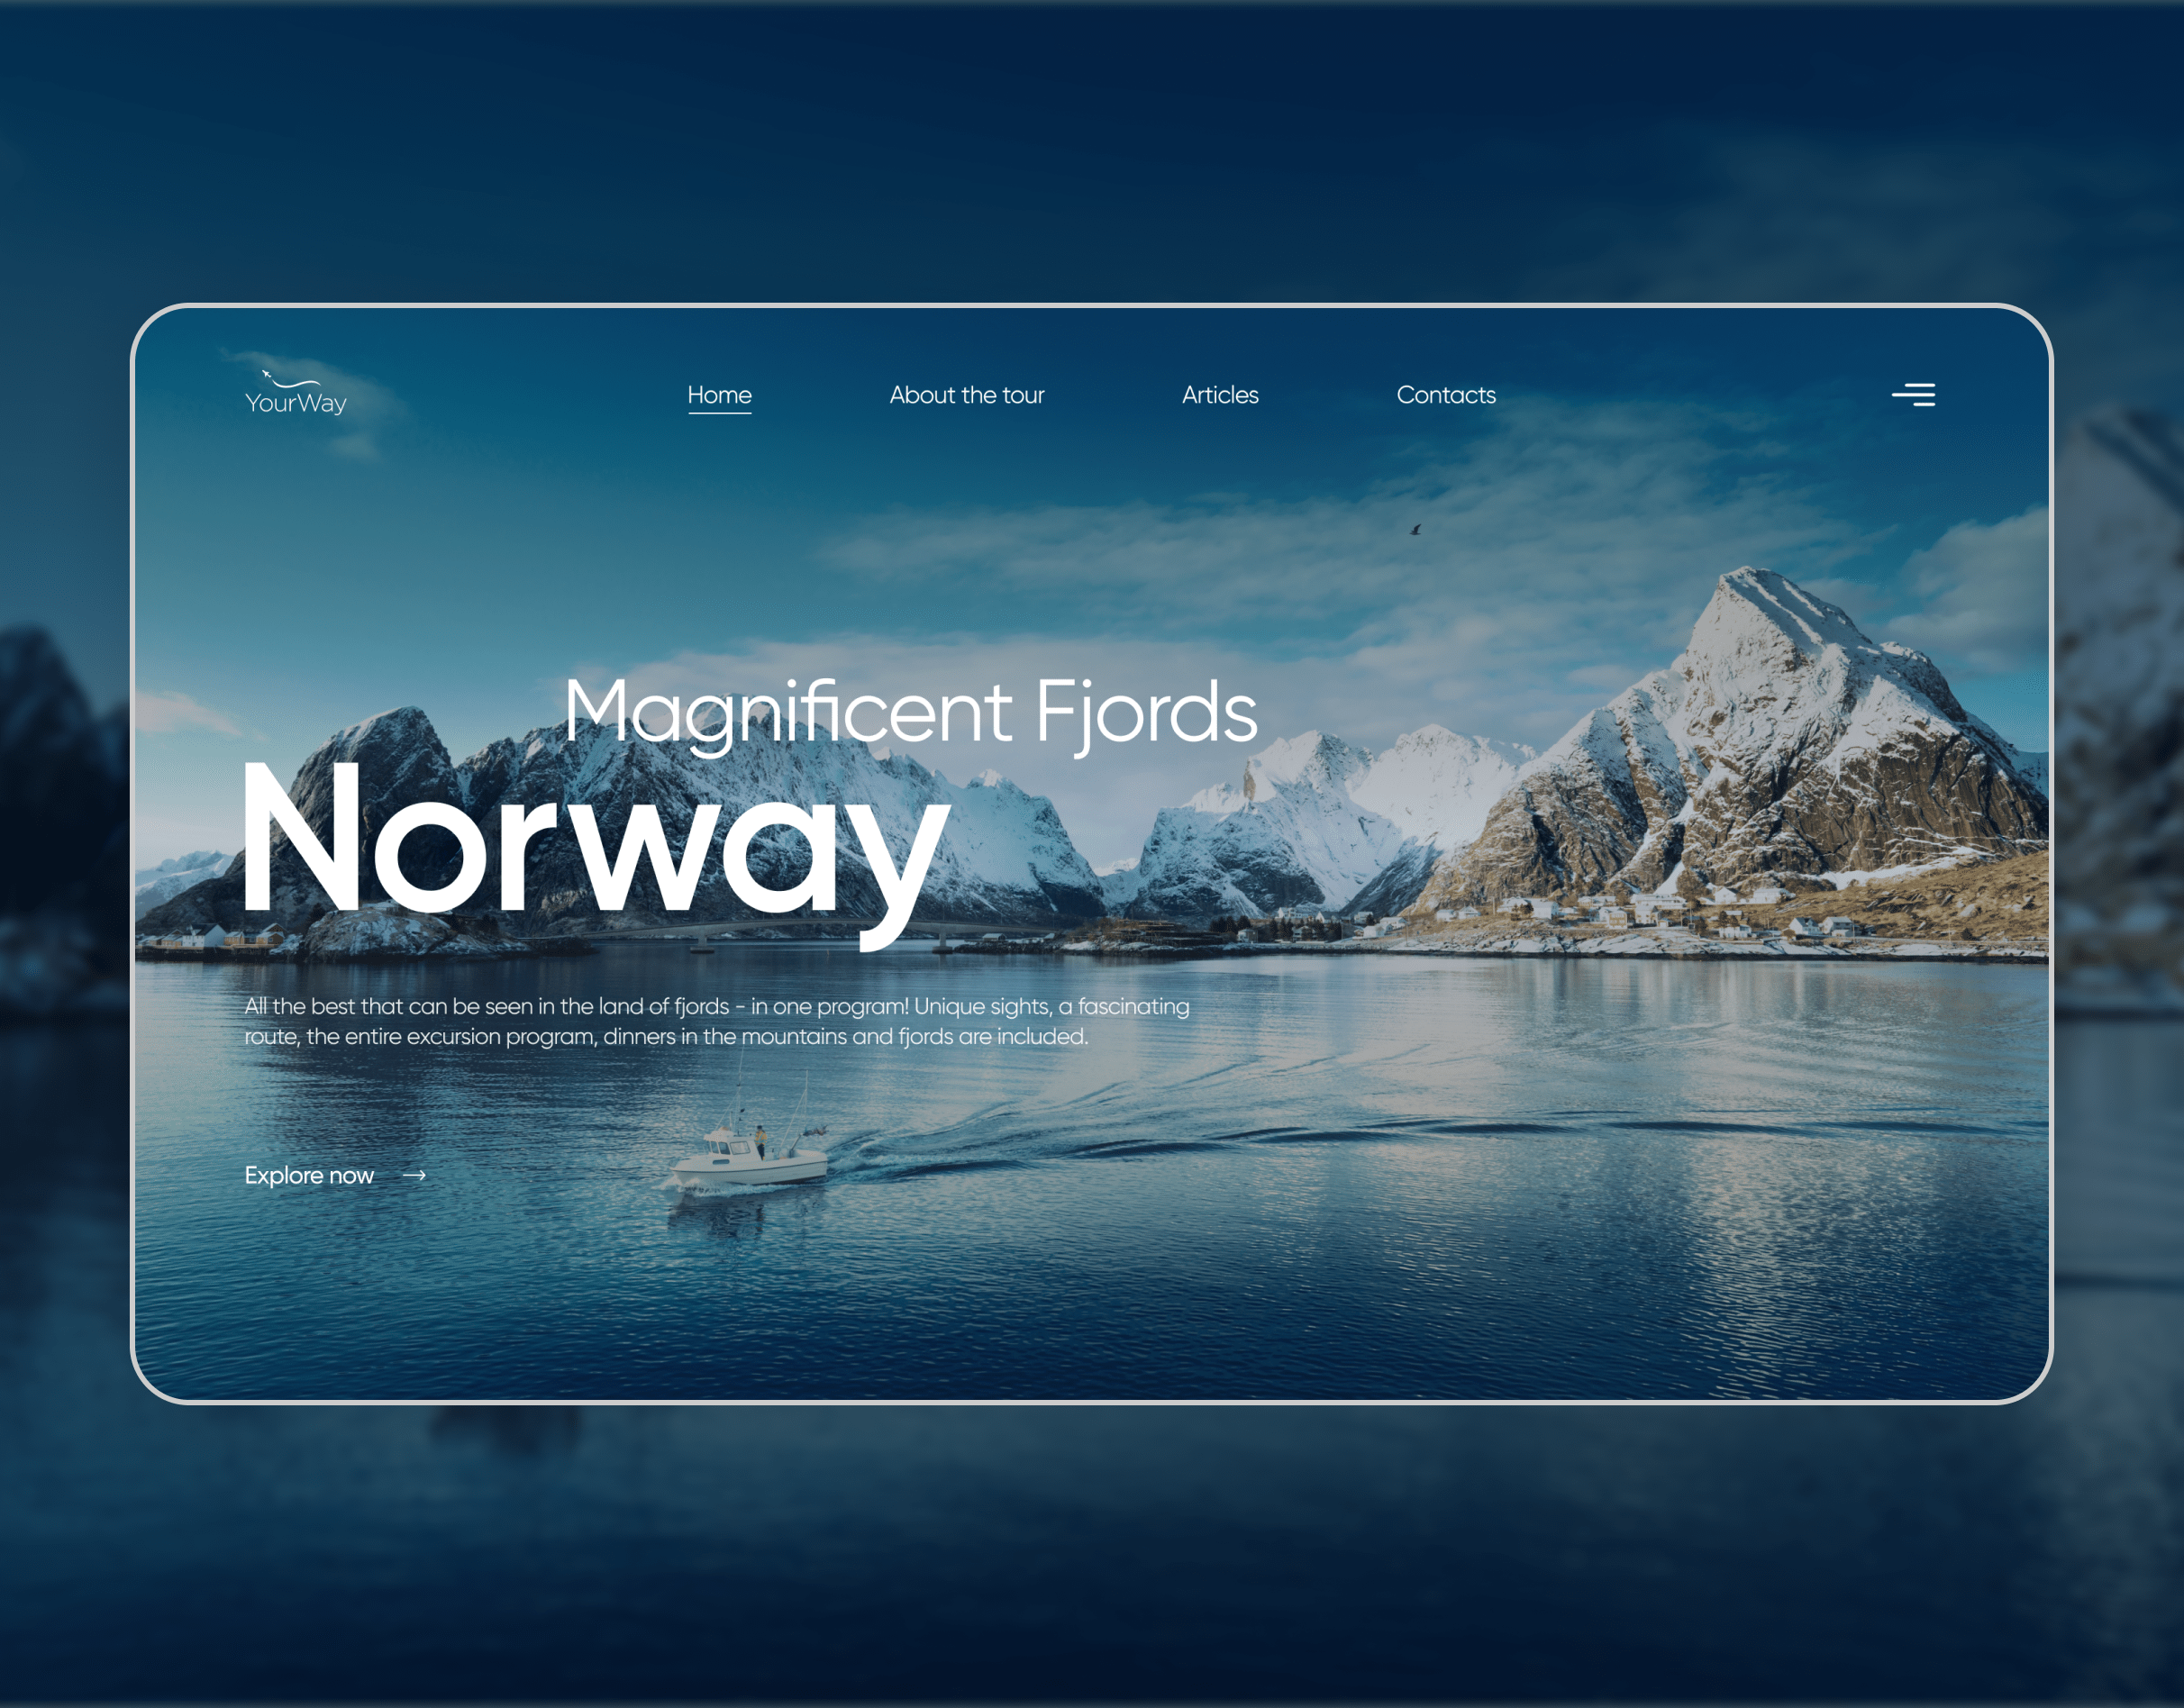 YourWay
Home
About the tour
Articles
Contacts
Magnificent Fjords
Norway
All the best that can be seen in the land of fjords - in one program! Unique sights, a fascinating
route, the entire excursion program, dinners in the mountains and fjords are included.
Explore now